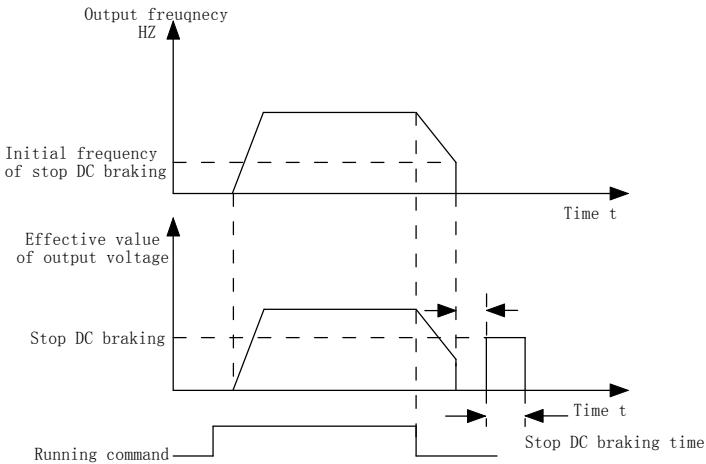 Output freuqnecy
HZ
Initial frequency
of stop DC braking
Time t
Effective value
of output voltage
Stop DC braking
Time t
Stop DC braking time
Running command